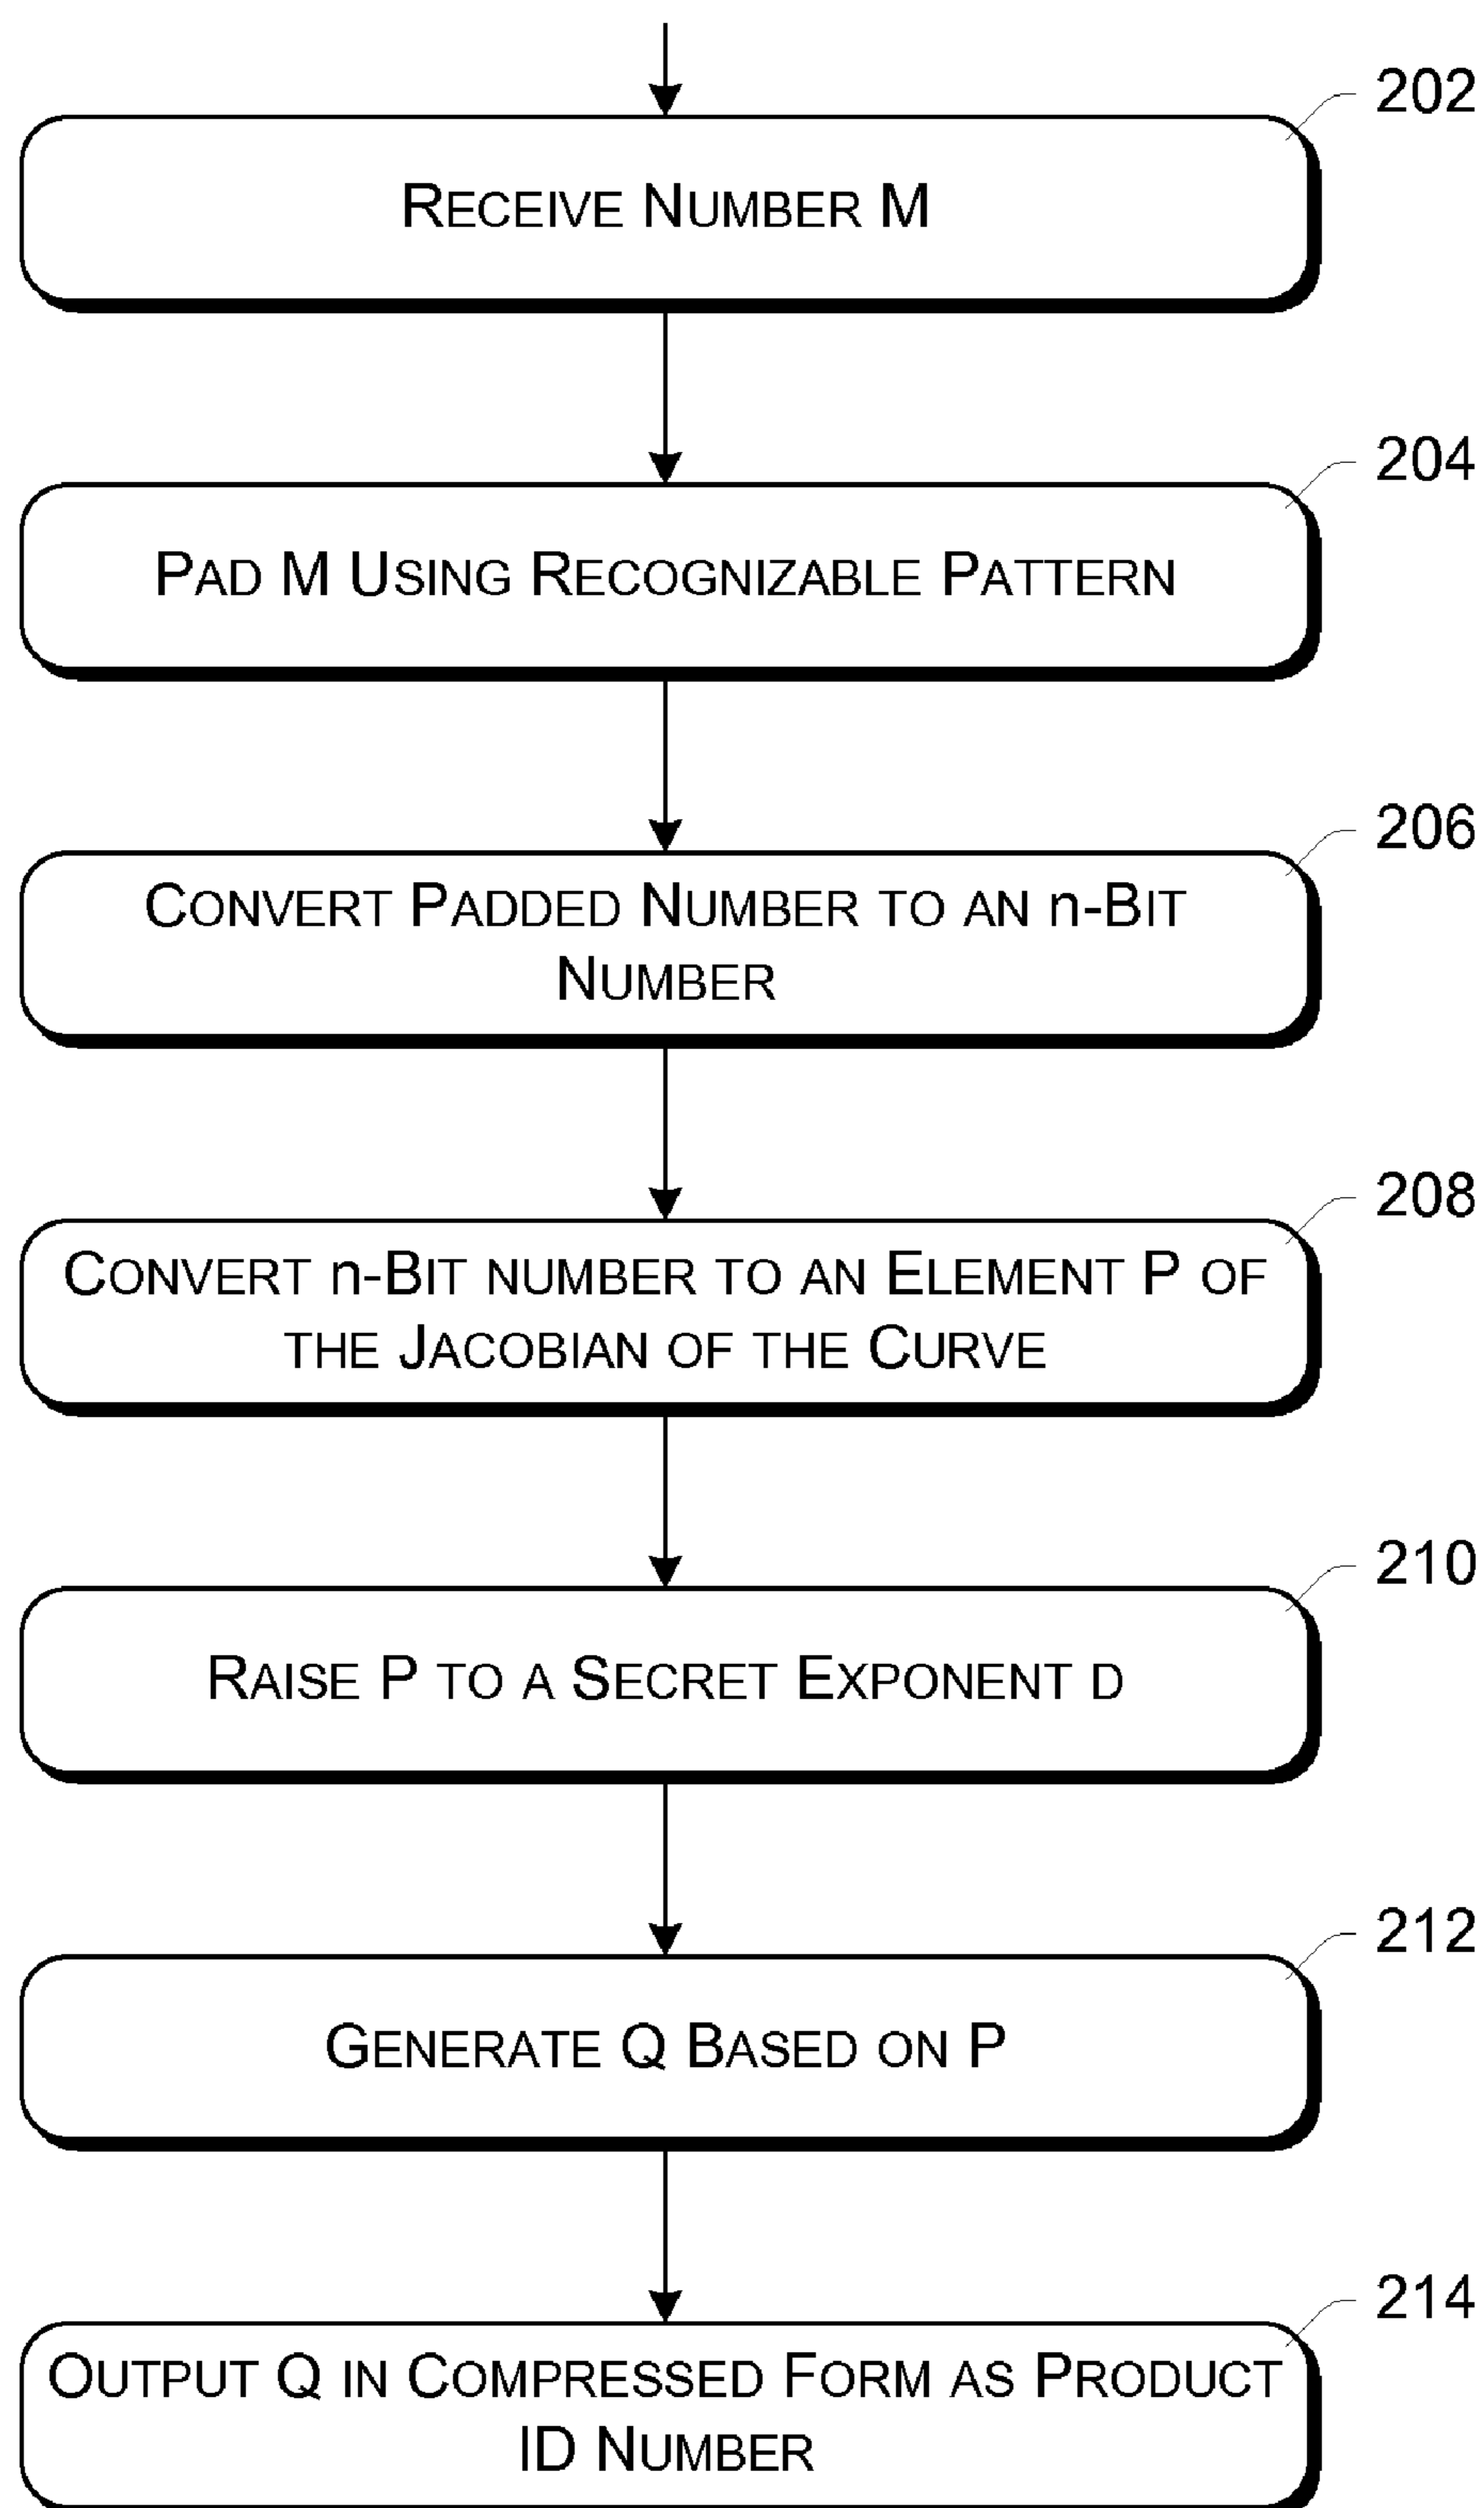 202
RECEIVE NUMBER M
204
PAD M USING RECOGNIZABLE PATTERN
206
CONVERT PADDED NUMBER TO AN n-BIT
NUMBER
208
CONVERT n-BIT NUMBER TO AN ELEMENT P OF
THE JACOBIAN OF THE CURVE
210
RAISE P TO A SECRET EXPONENT D
212
GENERATE Q BASED ON P
214
OUTPUT Q IN COMPRESSED FORM AS PRODUCT
ID NUMBER